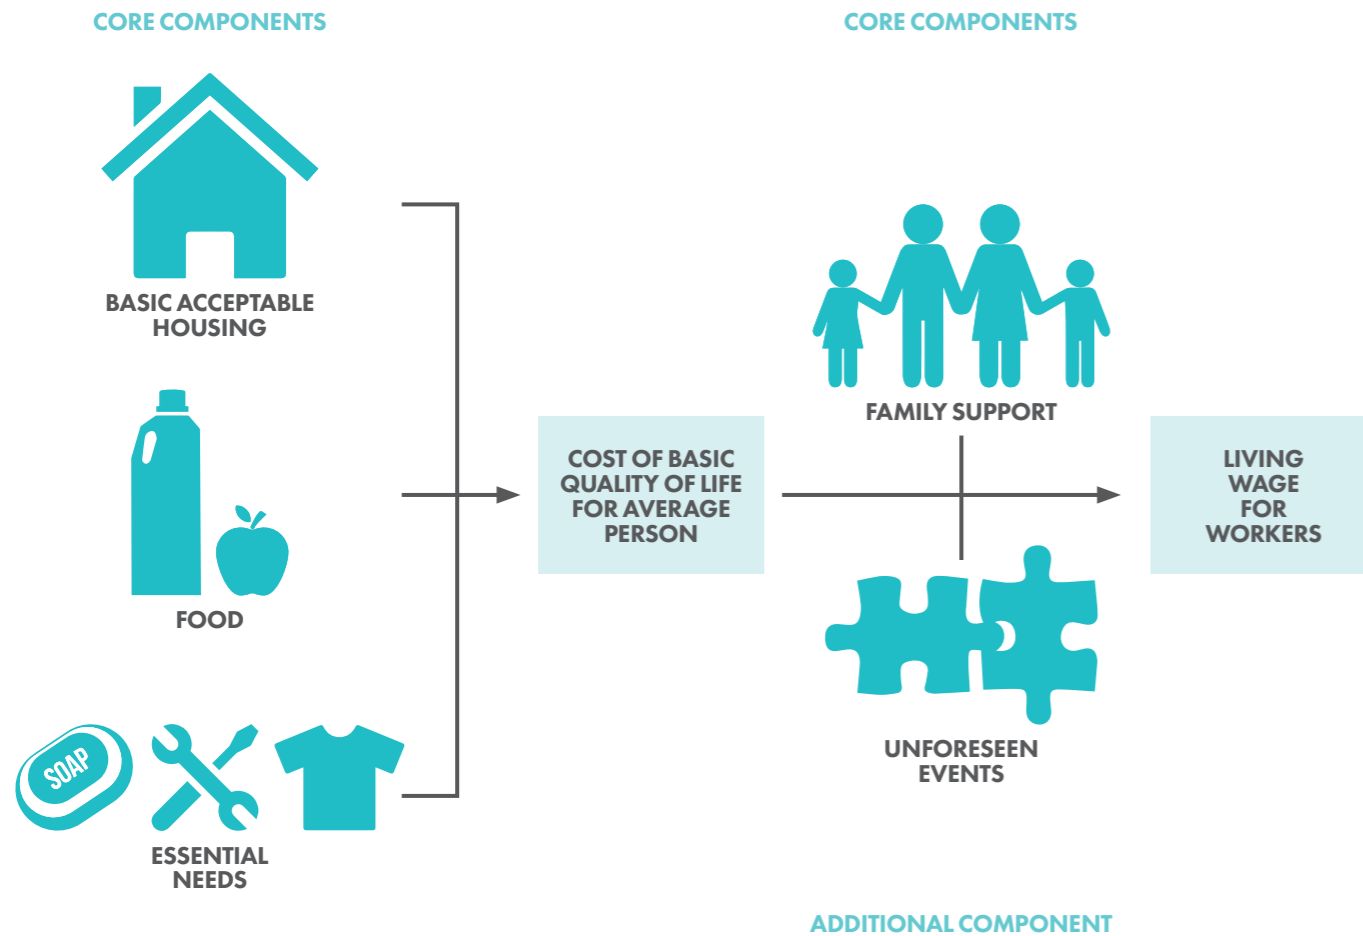 CORE COMPONENTS
BASIC ACCEPTABLE
HOUSING
FOOD
SOAP
ESSENTIAL
NEEDS
COST OF BASIC
QUALITY OF LIFE
FOR AVERAGE
PERSON
CORE COMPONENTS
FAMILY SUPPORT
UNFORESEEN
EVENTS
ADDITIONAL COMPONENT
LIVING
WAGE
FOR
WORKERS